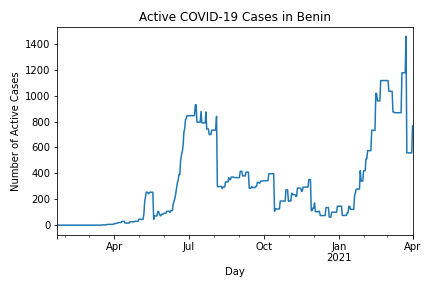 Active COVID-19 Cases in Benin
Number of Active Cases
1400
1200
1000
800
600
400
200
0
Apr Jul Oct Jan Apr
2021
Day